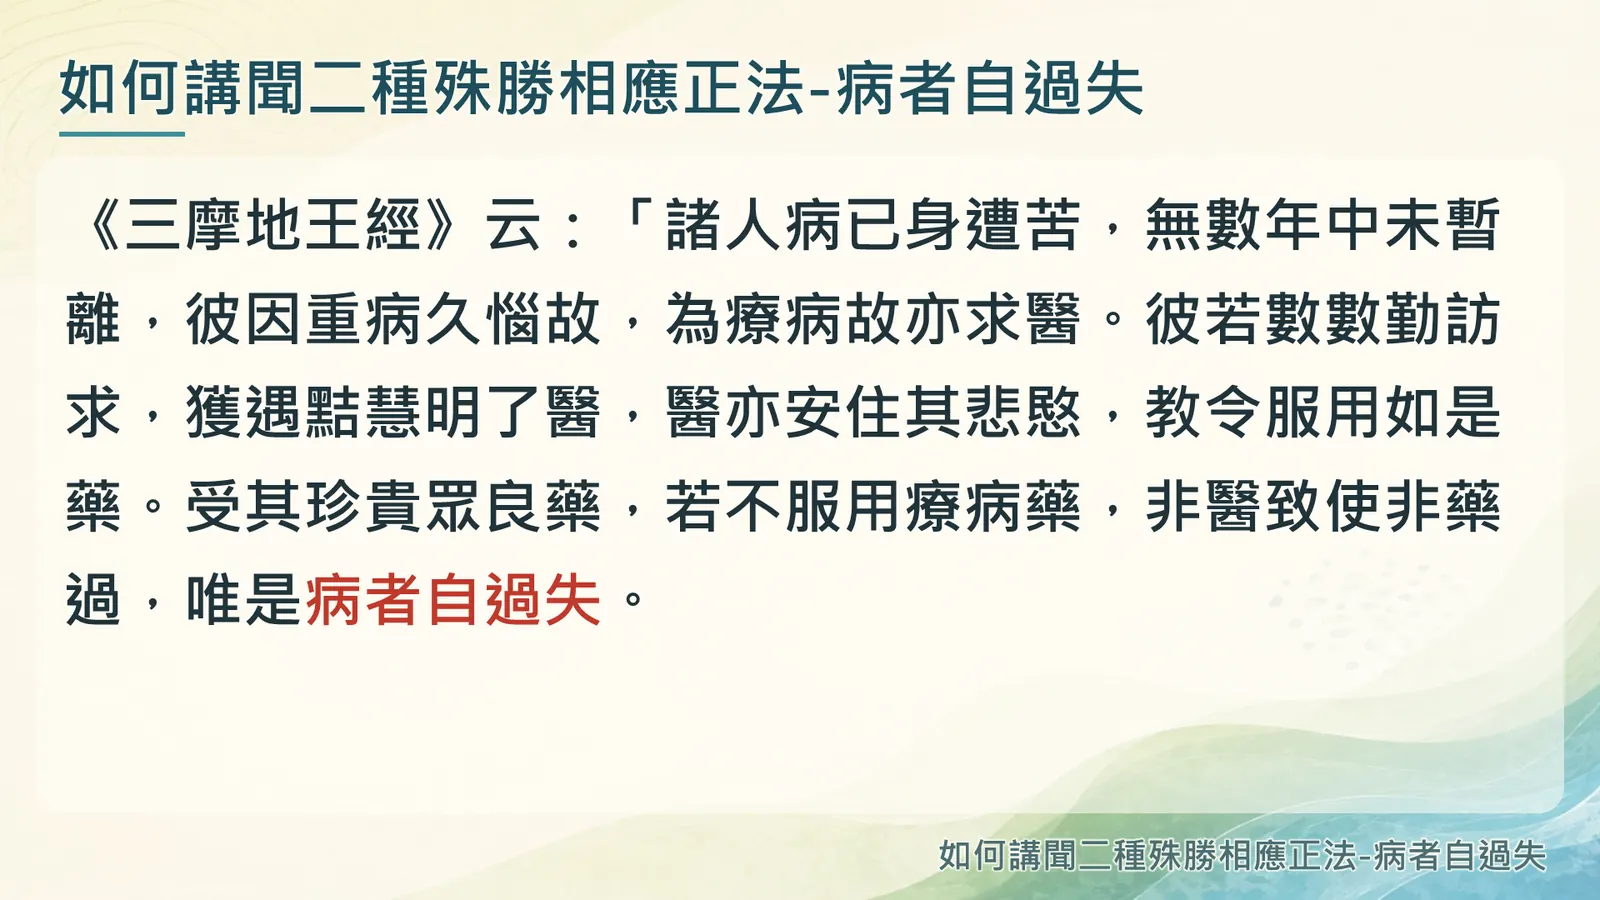 如何講聞二種殊勝相應正法-病者自過失
《三摩地王經》云：「諸人病已身遭苦，無數年中未暫
離，彼因重病久惱故，為療病故亦求醫。彼若數數勤訪
求，獲遇黠慧明了醫，醫亦安住其悲愍，教令服用如是
藥。受其珍貴眾良藥，若不服用療病藥，非醫致使非藥
過，唯是病者自過失。
如何講聞二種殊勝相應正法-病者自過失